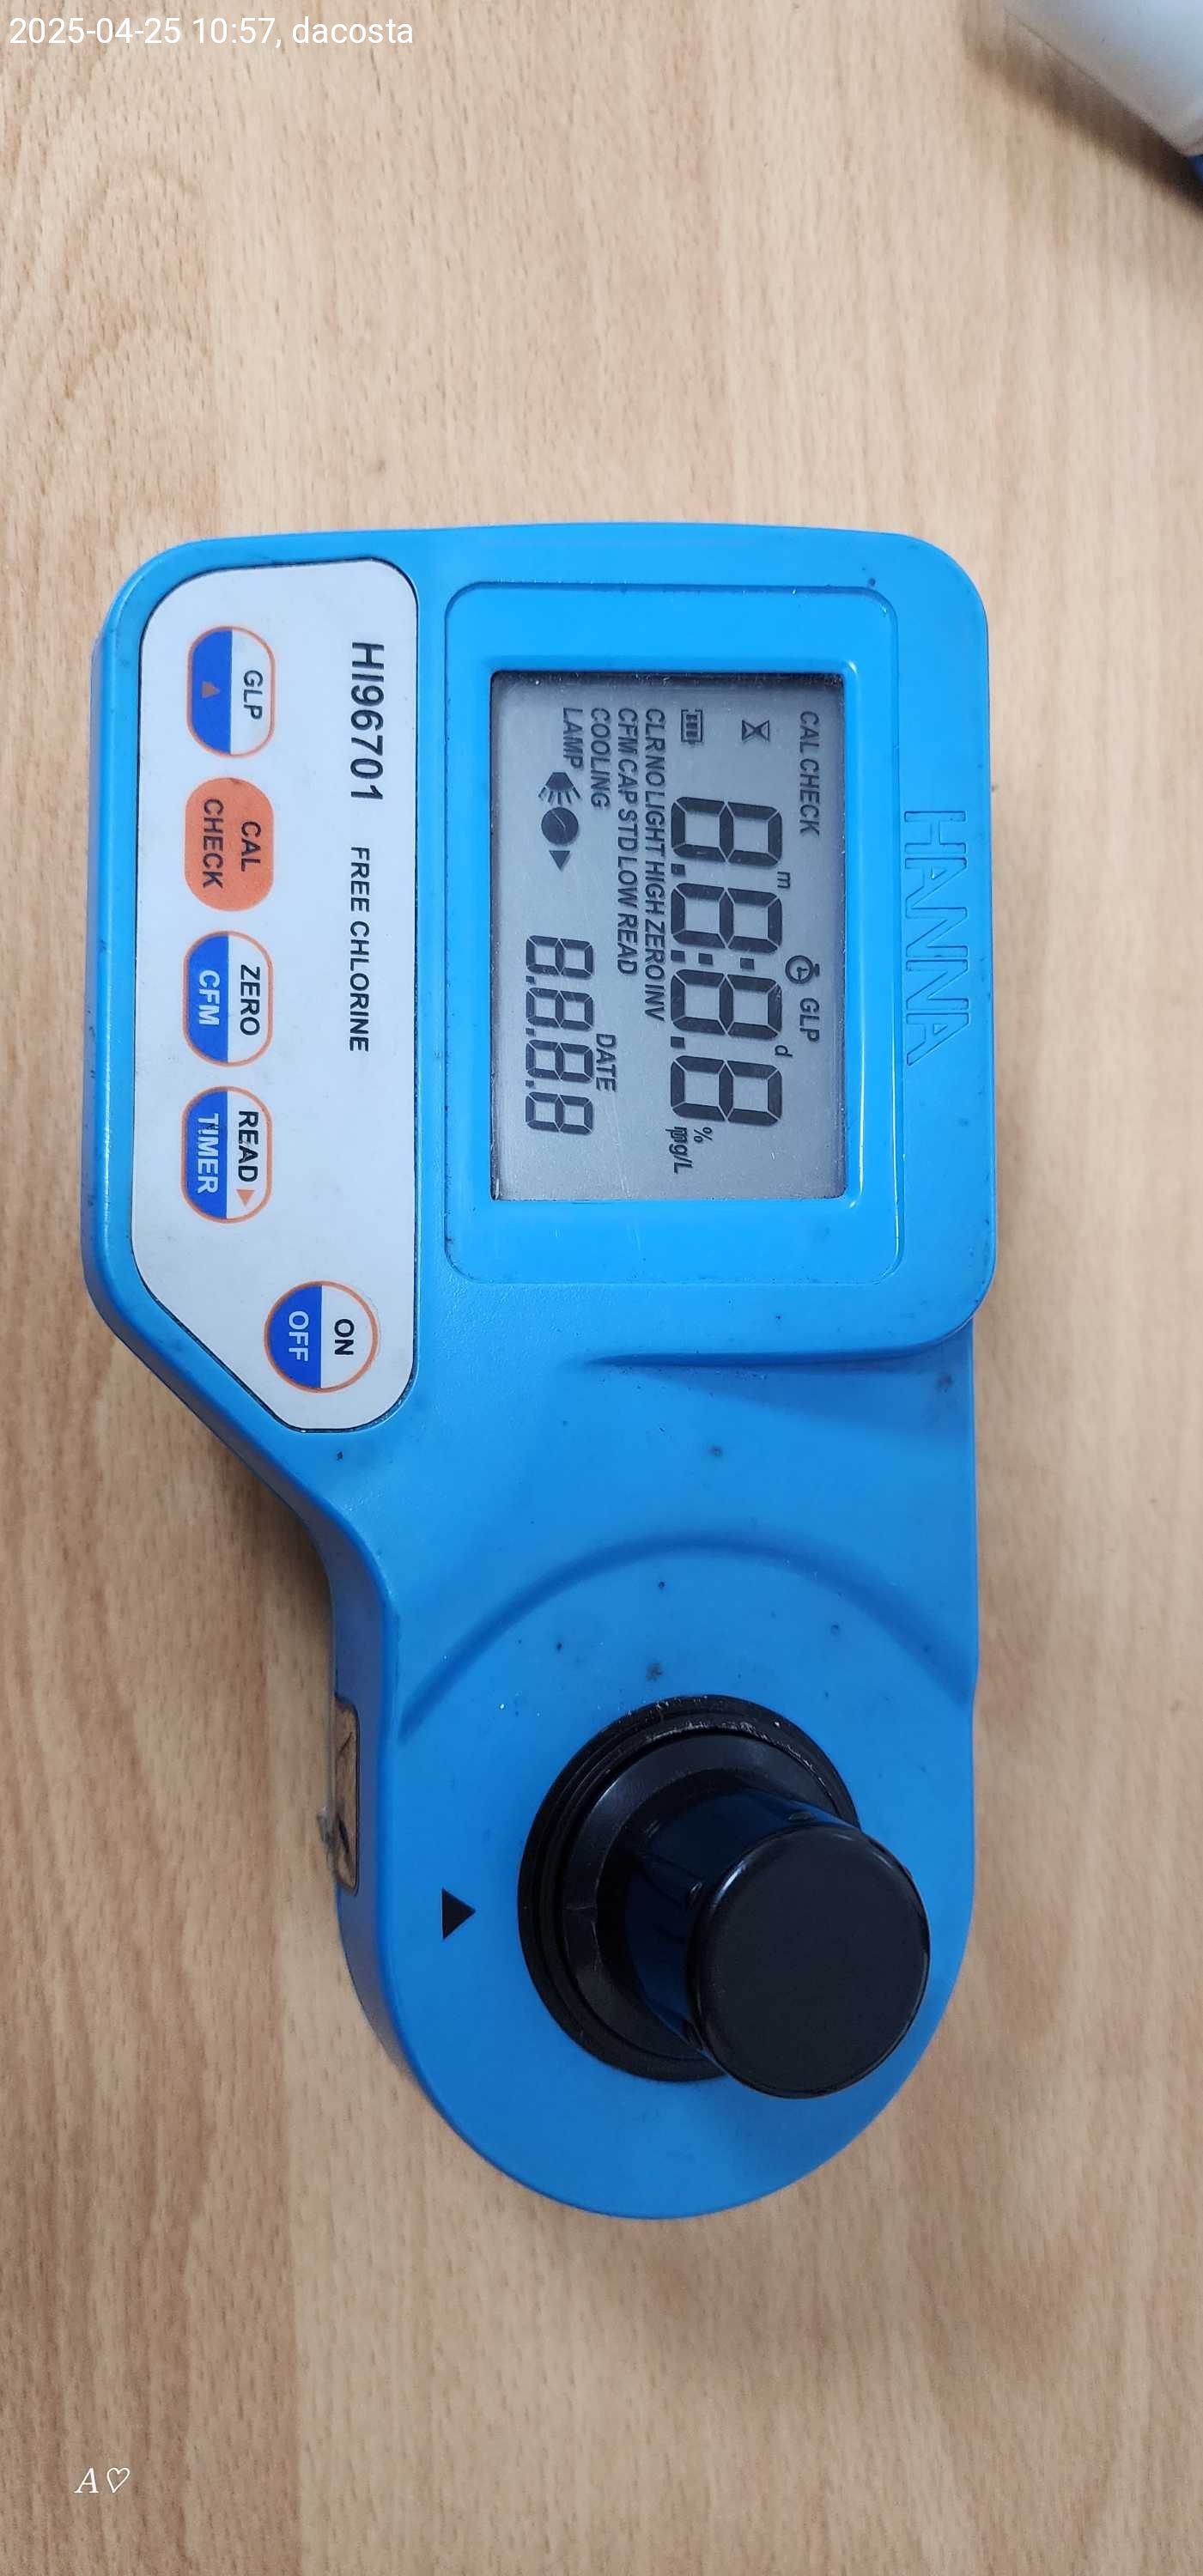 2025-04-25 10:57, dacosta
HANNA
CAL CHECK GLP
m d
8.8:8.8
% mg/L
CLR NO LIGHT HIGH ZERO INV
CFM CAP STD LOW READ
COOLING DATE
LAMP 8.8.8.8
HI96701 FREE CHLORINE
ON
OFF
GLP
CAL
CHECK
ZERO
CFM
READ
TIMER
A♡